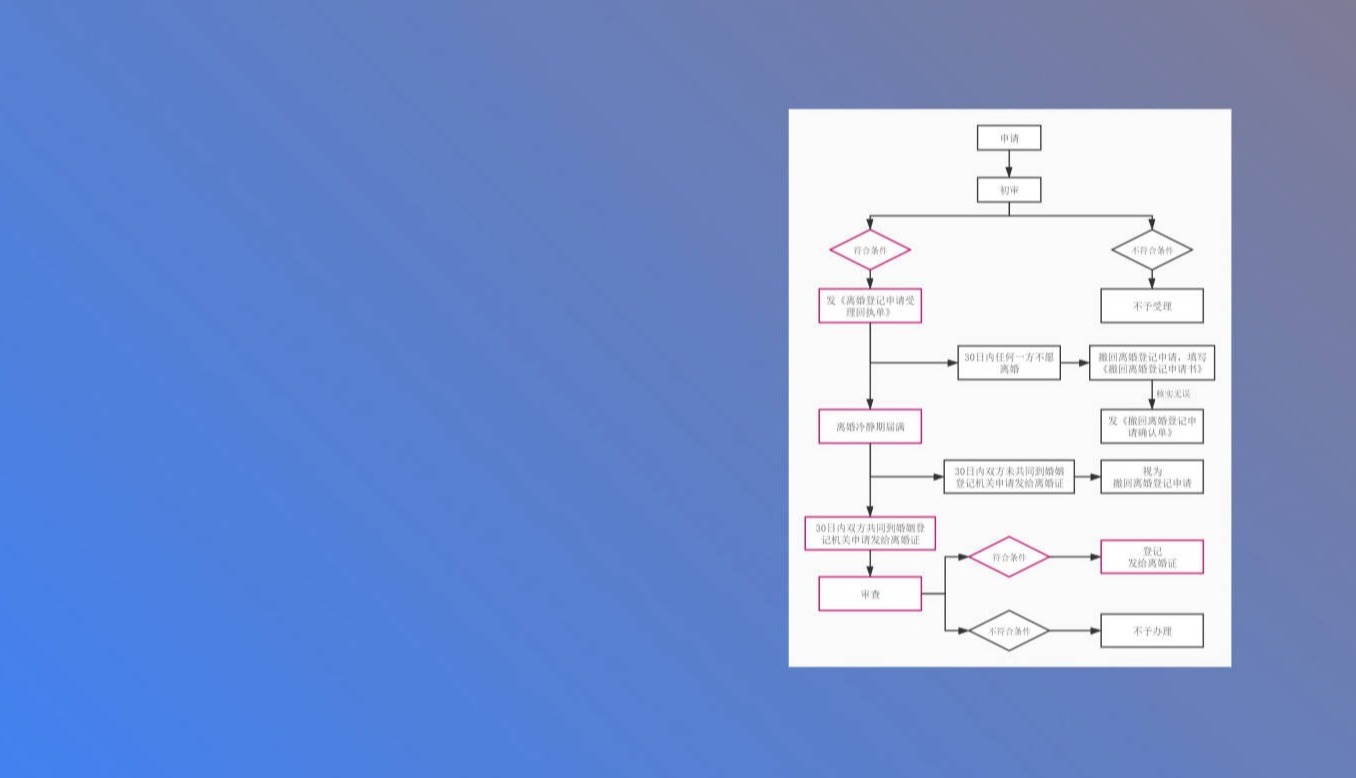 申请
初审
符合条件
不符合条件
发《离婚登记申请受
理回执单》
不予受理
30日内任何一方不愿
离婚
撤回离婚登记申请，填写
《撤回离婚登记申请书》
核实无误
离婚冷静期届满
发《撤回离婚登记申
请确认单》
30日内双方未共同到婚姻
登记机关申请发给离婚证
视为
撤回离婚登记申请
30日内双方共同到婚姻登
记机关申请发给离婚证
符合条件
登记
发给离婚证
审查
不符合条件
不予办理